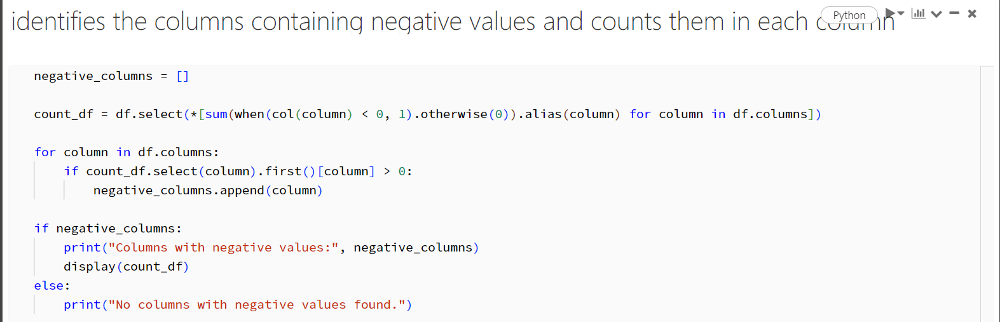 identifies the columns containing negative values and counts them in each column
Python
negative_columns = []
count_df = df.select(*[sum(when(col(column) < 0, 1).otherwise(0)).alias(column) for column in df.columns])
for column in df.columns:
    if count_df.select(column).first()[column] > 0:
        negative_columns.append(column)
if negative_columns:
    print("Columns with negative values:", negative_columns)
    display(count_df)
else:
    print("No columns with negative values found.")